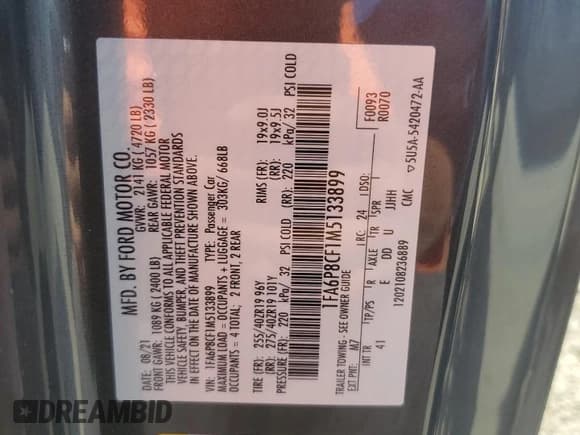 MFD. BY FORD MOTOR CO.
DATE: 08/21 GVWR: 2141 KG ( 4720 LB)
FRONT GAWR: 1089 KG ( 2400 LB) REAR GAWR: 1057 KG ( 2330 LB)
THIS VEHICLE CONFORMS TO ALL APPLICABLE FEDERAL MOTOR
VEHICLE SAFETY, BUMPER, AND THEFT PREVENTION STANDARDS
IN EFFECT ON THE DATE OF MANUFACTURE SHOWN ABOVE.
VIN: 1FA6P8CF1M5133899 TYPE: Passenger Car
MAXIMUM LOAD = OCCUPANTS + LUGGAGE = 303KG/ 668LB
OCCUPANTS = 4 TOTAL: 2 FRONT, 2 REAR
TIRE (FR): 255/40ZR19 96Y RIMS (FR): 19x9.0J
(RR): 275/40ZR19 101Y (RR): 19x9.5J
PRESSURE (FR): 220 kPa/ 32 PSI COLD (RR): 220 kPa/ 32 PSI COLD
1FA6P8CF1M5133899
TRAILER TOWING - SEE OWNER GUIDE
F0093
R0070
EXT PNT: M7 RC: 24 DSO:
INT TR TP/PS R AXLE TR SPR
41 E DD U JJHH
1202108236889 CMC
▽5U5A-5420472-AA
DREAMBID